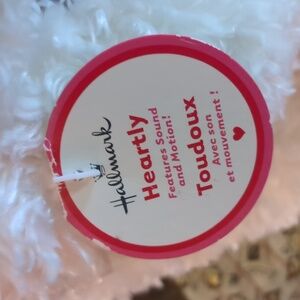 Hallmark
Heartly
Features Sound
and Motion!
Toudoux
Avec son
et mouvement !